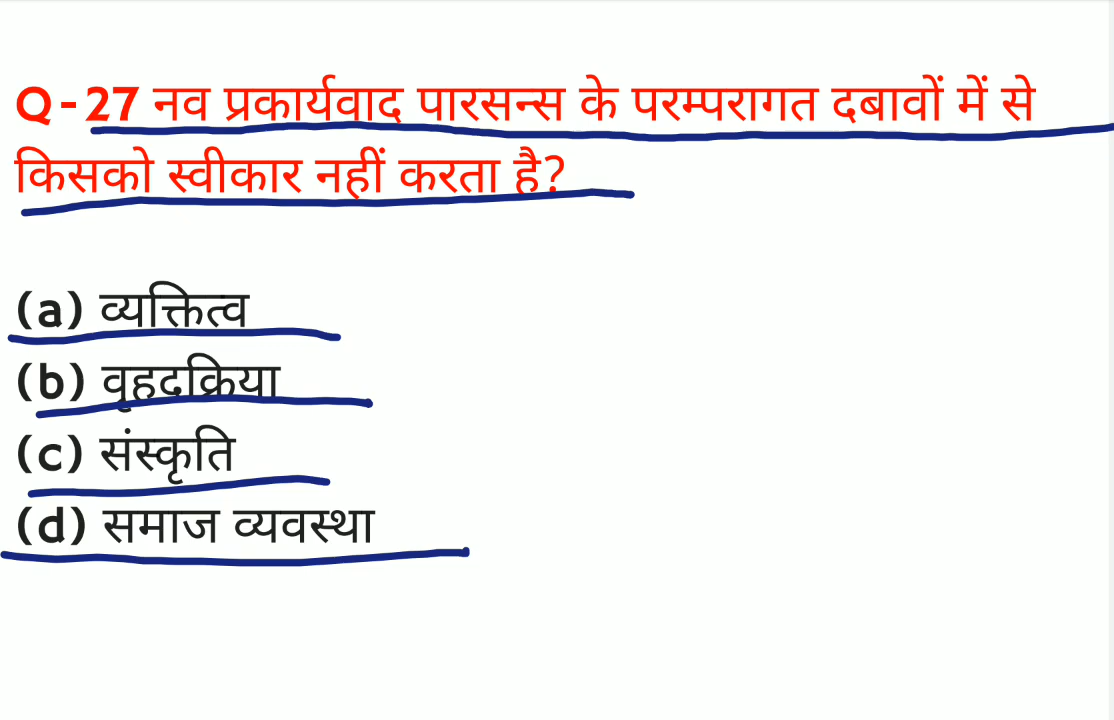 Q-27 नव प्रकार्यवाद पारसन्स के परम्परागत दबावों में से
किसको स्वीकार नहीं करता है?
(a) व्यक्तित्व
(b) वृहदक्रिया
(c) संस्कृति
(d) समाज व्यवस्था